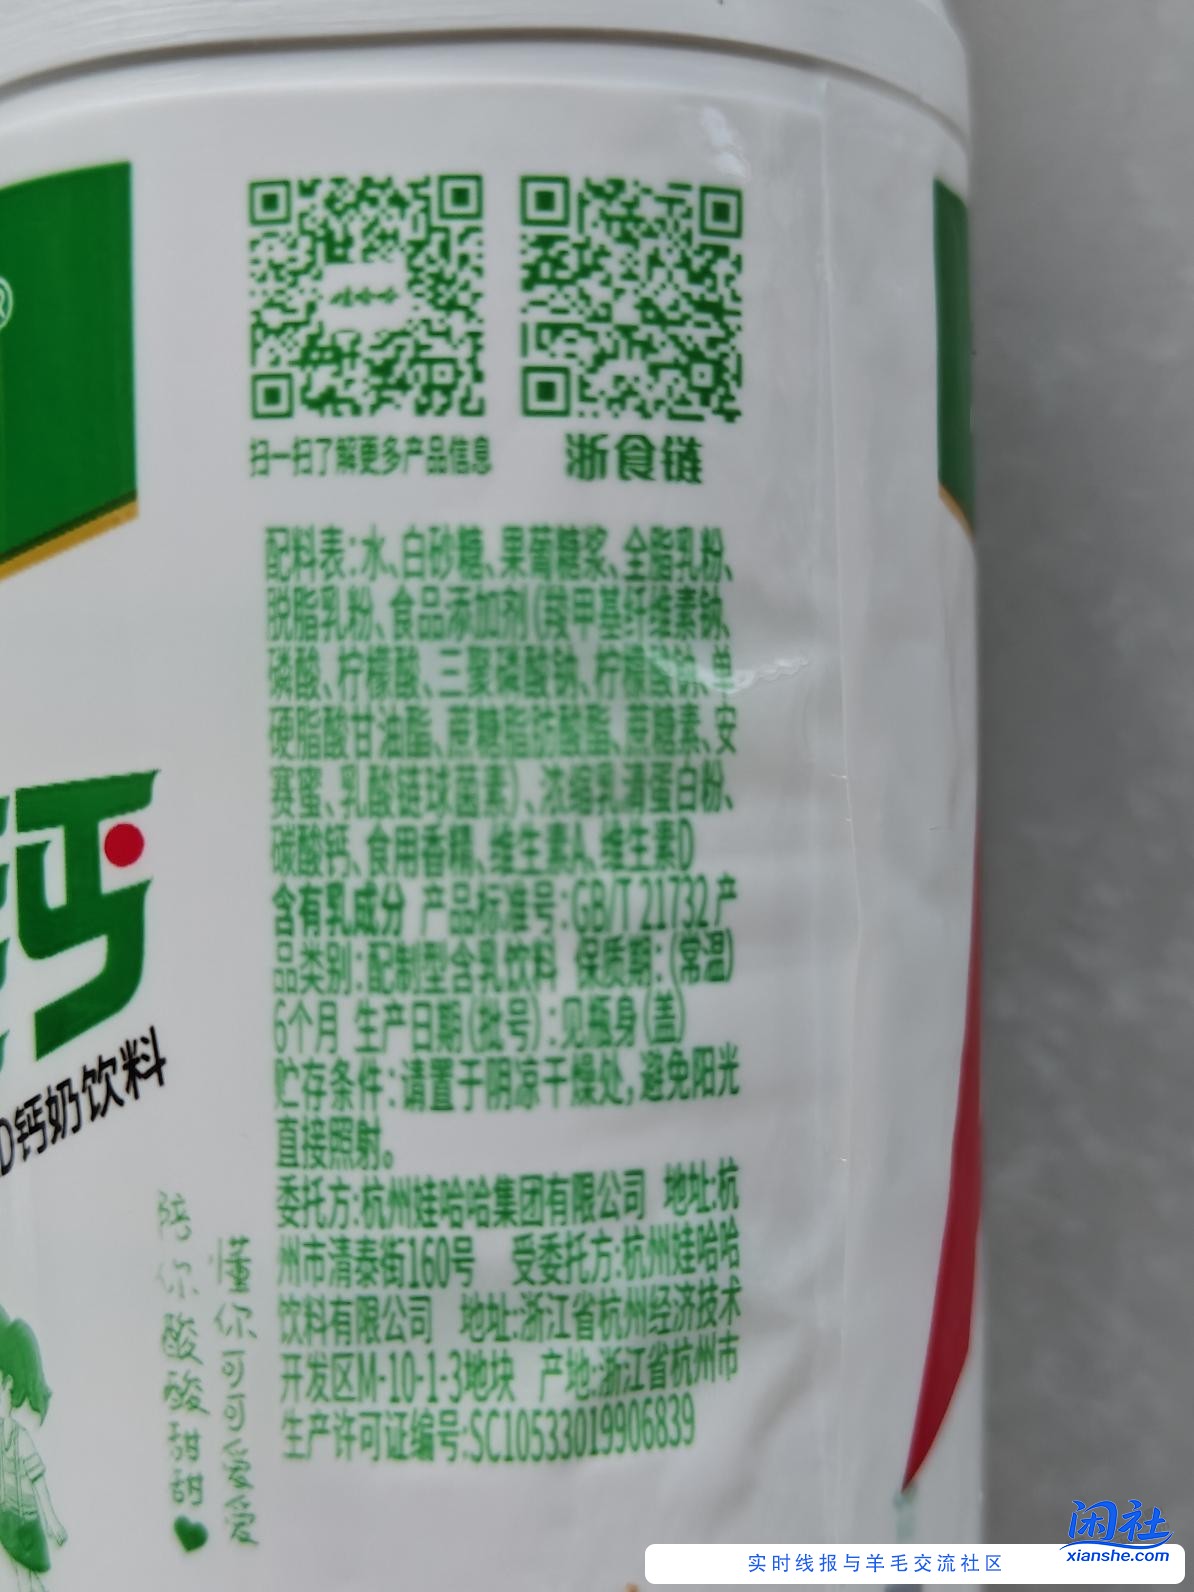 ®
扫一扫了解更多产品信息
浙食链
配料表：水、白砂糖、果葡糖浆、全脂乳粉、
脱脂乳粉、食品添加剂(羧甲基纤维素钠、
磷酸、柠檬酸、三聚磷酸钠、柠檬酸钠、单
硬脂酸甘油酯、蔗糖脂肪酸酯、蔗糖素、安
赛蜜、乳酸链球菌素)、浓缩乳清蛋白粉、
碳酸钙、食用香精、维生素A、维生素D
含有乳成分 产品标准号：GB/T 21732 产
品类别：配制型含乳饮料 保质期：(常温)
6个月 生产日期(批号)：见瓶身(盖)
贮存条件：请置于阴凉干燥处，避免阳光
直接照射。
委托方：杭州娃哈哈集团有限公司 地址：杭
州市清泰街160号 受委托方：杭州娃哈哈
饮料有限公司 地址：浙江省杭州经济技术
开发区M-10-1-3地块 产地：浙江省杭州市
生产许可证编号：SC10533019906839
钙
D钙奶饮料
陪你酸酸甜甜
懂你可可爱爱
闲社
xianshe.com
实时线报与羊毛交流社区